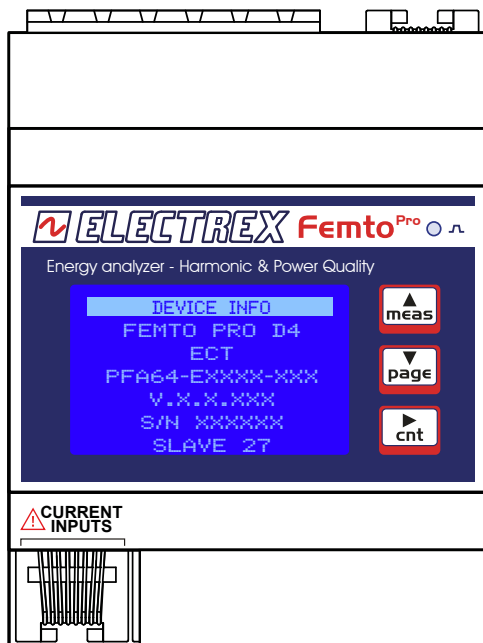 ELECTREX Femto Pro
Energy analyzer - Harmonic & Power Quality
DEVICE INFO
FEMTO PRO D4
ECT
PFA64-EXXXX-XXX
V.X.X.XXX
S/N XXXXXX
SLAVE 27
meas
page
cnt
CURRENT
INPUTS